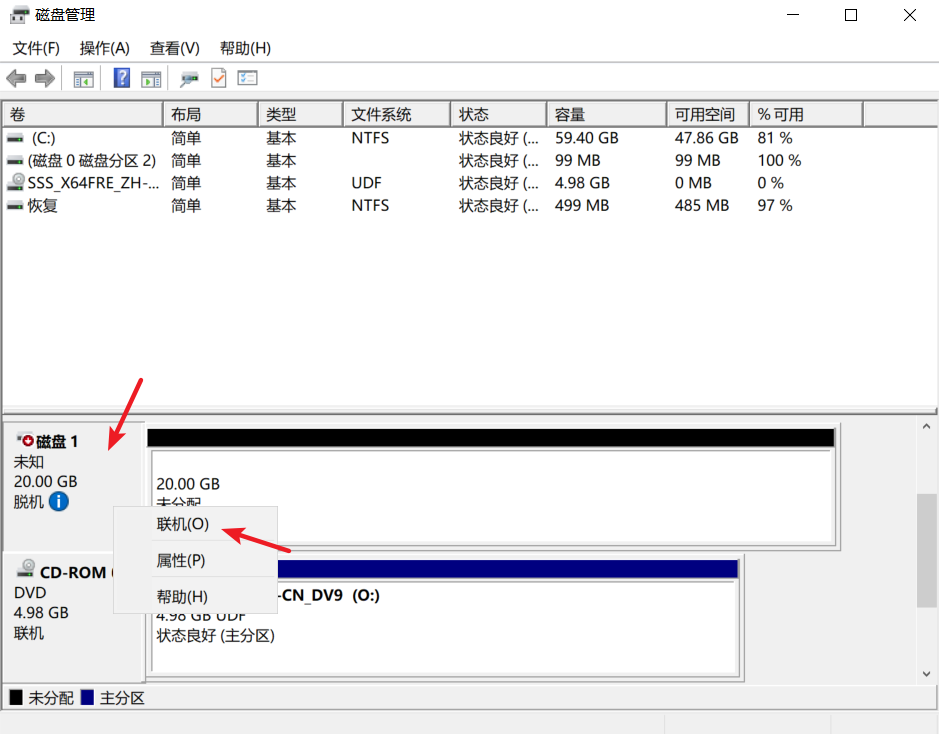 磁盘管理
文件(F) 操作(A) 查看(V) 帮助(H)
卷 布局 类型 文件系统 状态 容量 可用空间 % 可用
(C:) 简单 基本 NTFS 状态良好 (... 59.40 GB 47.86 GB 81 %
(磁盘 0 磁盘分区 2) 简单 基本 状态良好 (... 99 MB 99 MB 100 %
SSS_X64FRE_ZH-... 简单 基本 UDF 状态良好 (... 4.98 GB 0 MB 0 %
恢复 简单 基本 NTFS 状态良好 (... 499 MB 485 MB 97 %
磁盘 1
未知
20.00 GB
脱机
20.00 GB
未分配
联机(O)
属性(P)
帮助(H)
CD-ROM
DVD
4.98 GB
联机
-CN_DV9 (O:)
4.98 GB UDF
状态良好 (主分区)
未分配 主分区